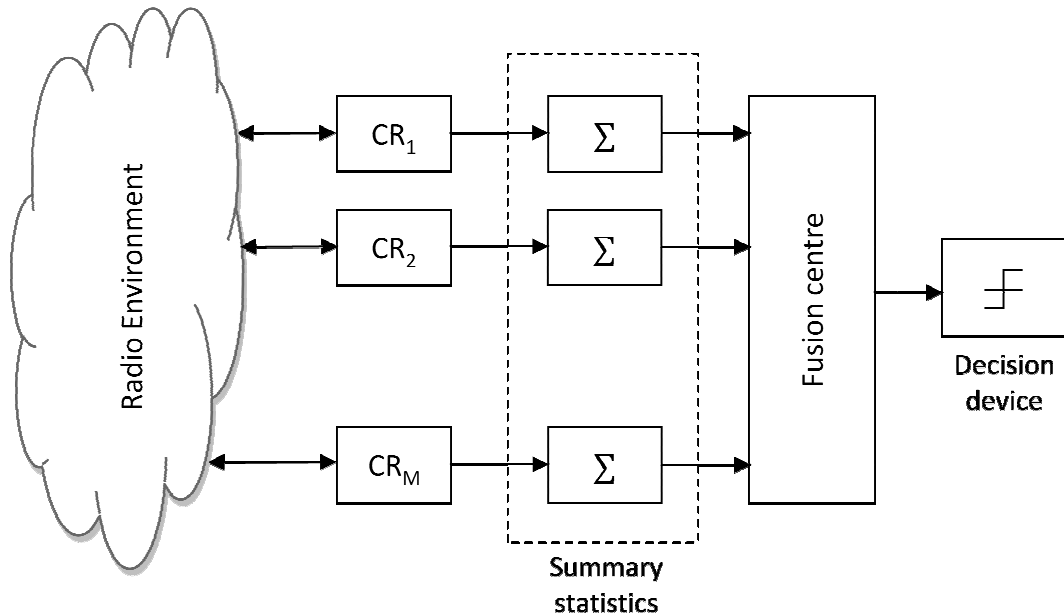 Radio Environment
CR1
Σ
CR2
Σ
CRM
Σ
Summary
statistics
Fusion centre
Decision
device